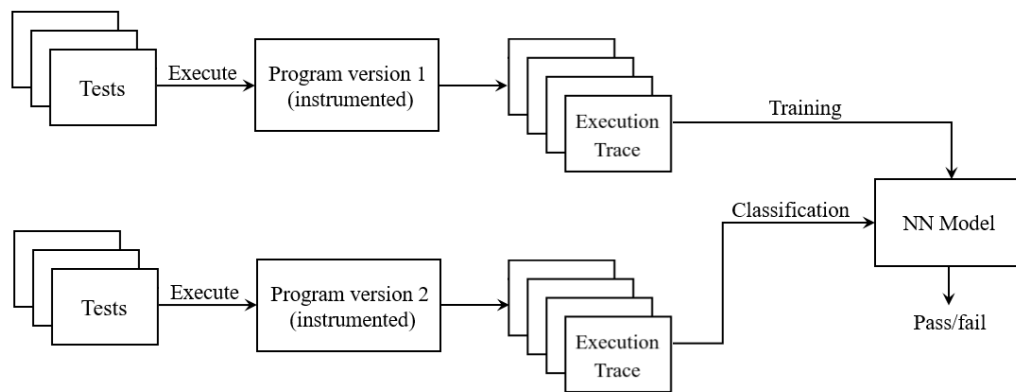 Tests
Execute
Program version 1
(instrumented)
Execution
Trace
Training
Classification
NN Model
Pass/fail
Tests
Execute
Program version 2
(instrumented)
Execution
Trace